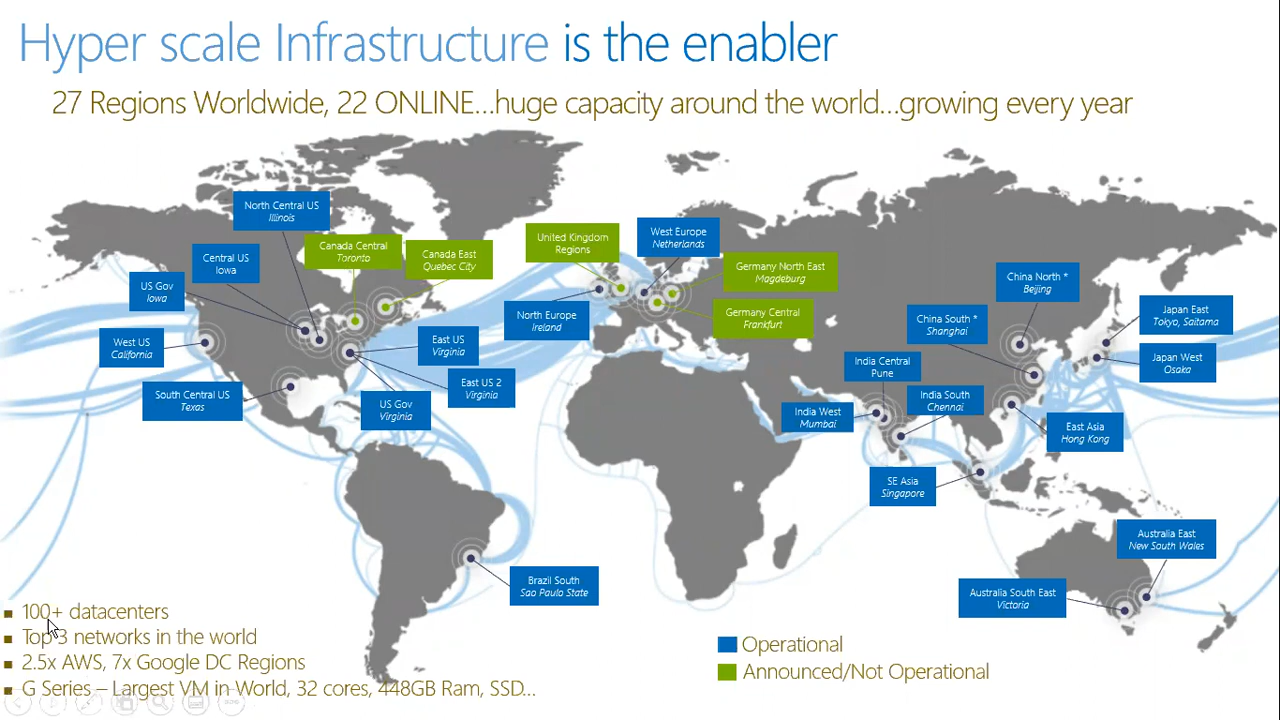 Hyper scale Infrastructure is the enabler
27 Regions Worldwide, 22 ONLINE...huge capacity around the world...growing every year
North Central US
Illinois
Central US
Iowa
US Gov
Iowa
West US
California
South Central US
Texas
Canada Central
Toronto
Canada East
Quebec City
East US
Virginia
East US 2
Virginia
US Gov
Virginia
Brazil South
Sao Paulo State
United Kingdom
Regions
West Europe
Netherlands
North Europe
Ireland
Germany North East
Magdeburg
Germany Central
Frankfurt
China North *
Beijing
China South *
Shanghai
Japan East
Tokyo, Saitama
Japan West
Osaka
India Central
Pune
India West
Mumbai
India South
Chennai
East Asia
Hong Kong
SE Asia
Singapore
Australia East
New South Wales
Australia South East
Victoria
100+ datacenters
Top 3 networks in the world
2.5x AWS, 7x Google DC Regions
G Series – Largest VM in World, 32 cores, 448GB Ram, SSD...
Operational
Announced/Not Operational